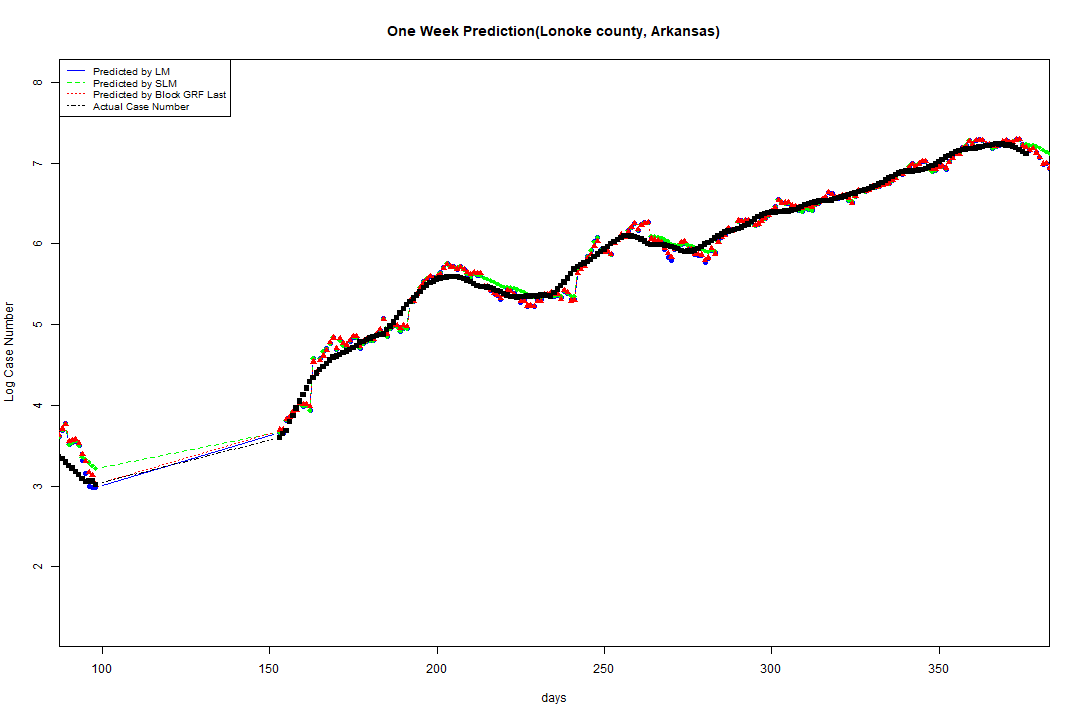 One Week Prediction(Lonoke county, Arkansas)
Predicted by LM
Predicted by SLM
Predicted by Block GRF Last
Actual Case Number
8
7
6
5
4
3
2
Log Case Number
100 150 200 250 300 350
days